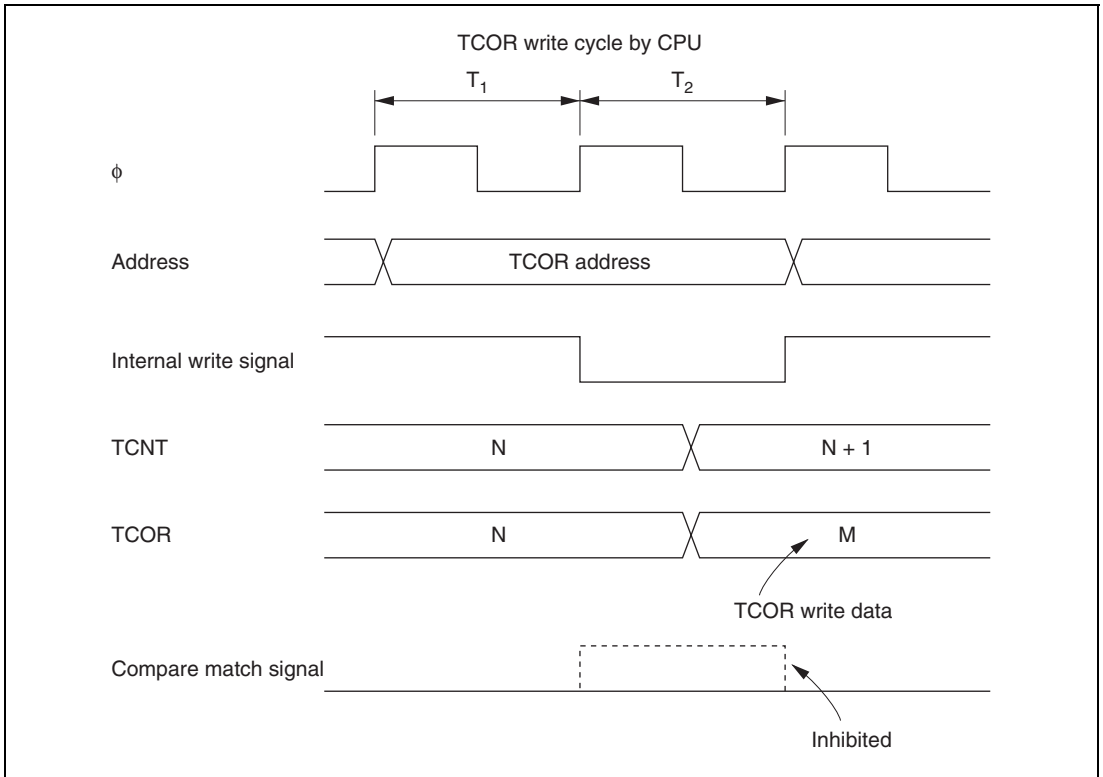 TCOR write cycle by CPU
T1 T2
ϕ
Address TCOR address
Internal write signal
TCNT N N + 1
TCOR N M
TCOR write data
Compare match signal
Inhibited